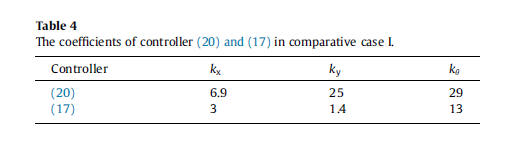 Table 4
The coefficients of controller (20) and (17) in comparative case I.
Controller kx ky kθ
(20) 6.9 25 29
(17) 3 1.4 13